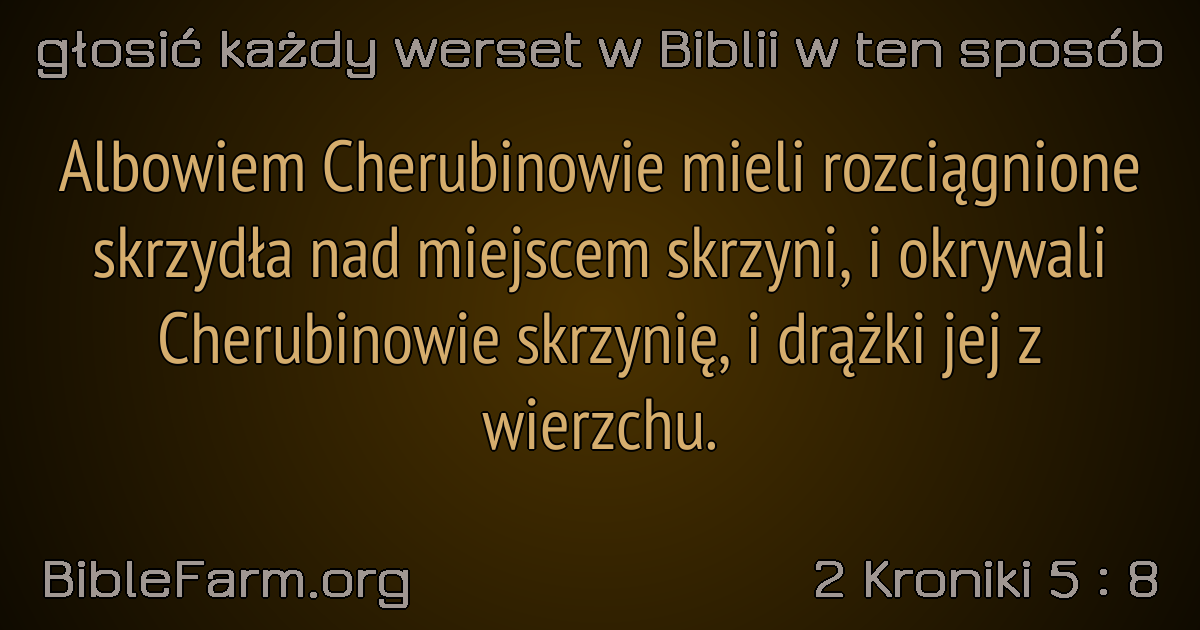 głosić każdy werset w Biblii w ten sposób
Albowiem Cherubinowie mieli rozciągnione
skrzydła nad miejscem skrzyni, i okrywali
Cherubinowie skrzynię, i drążki jej z
wierzchu.
BibleFarm.org
2 Kroniki 5 : 8